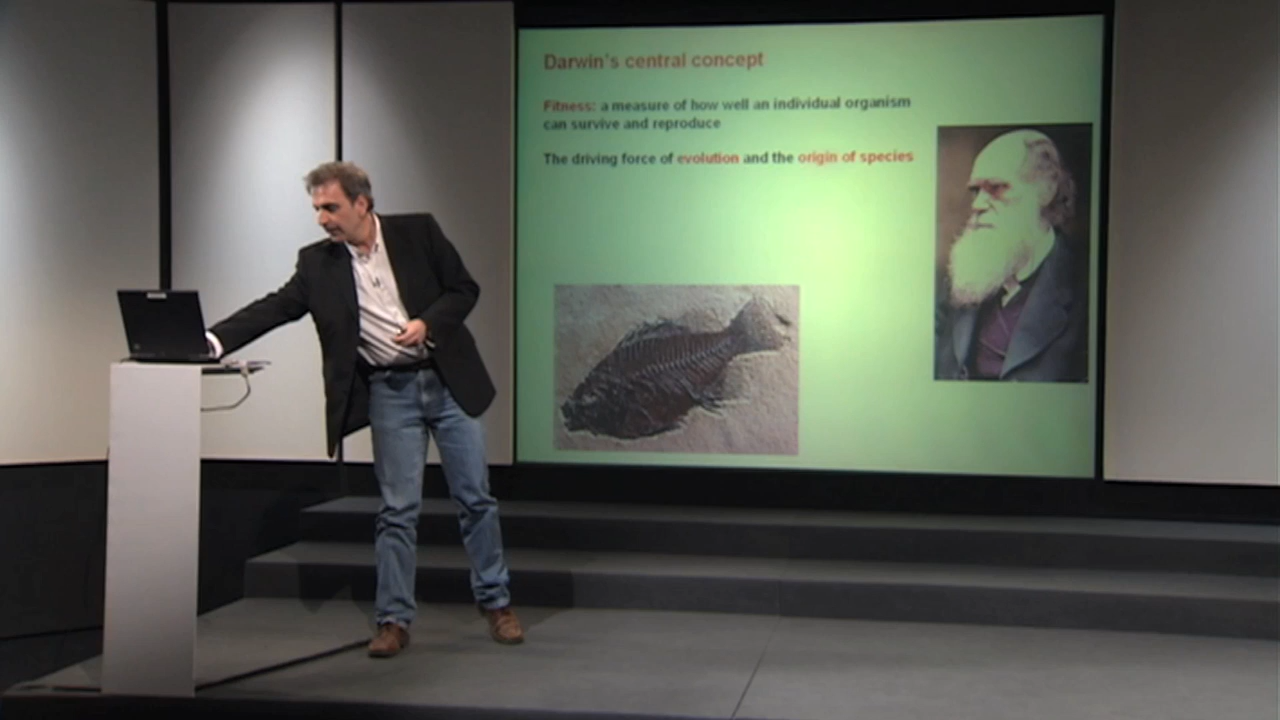 Darwin's central concept
Fitness: a measure of how well an individual organism
can survive and reproduce
The driving force of evolution and the origin of species